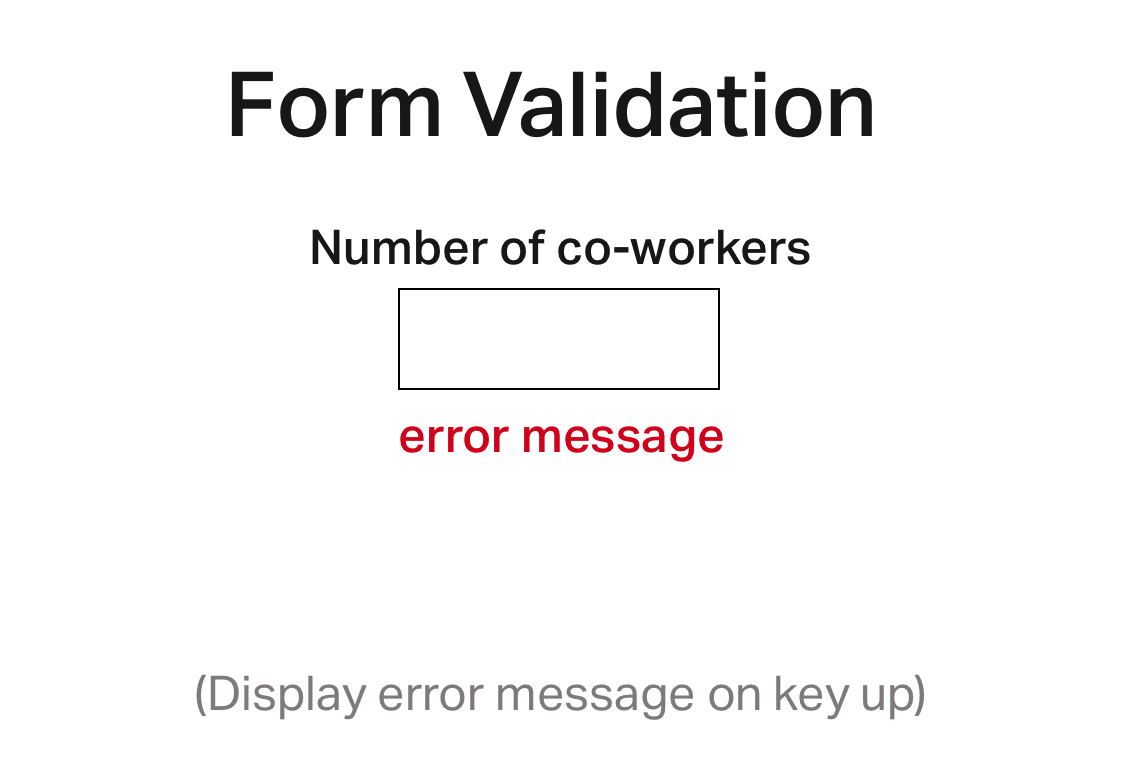 Form Validation
Number of co-workers
error message
(Display error message on key up)